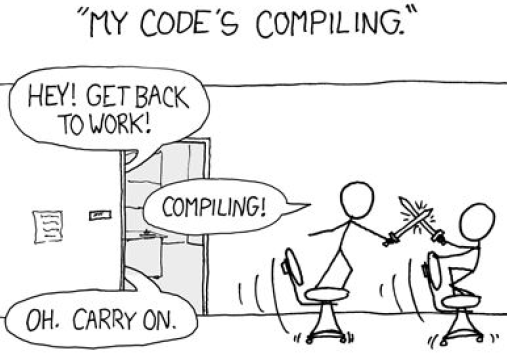 "MY CODE'S COMPILING."
HEY! GET BACK
TO WORK!
COMPILING!
OH. CARRY ON.